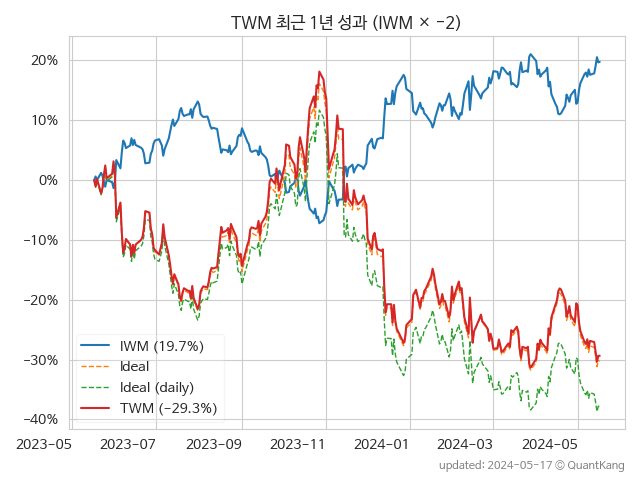 TWM 최근 1년 성과 (IWM × −2)
20%
10%
0%
−10%
−20%
−30%
−40%
IWM (19.7%)
Ideal
Ideal (daily)
TWM (−29.3%)
2023-05 2023-07 2023-09 2023-11 2024-01 2024-03 2024-05
updated: 2024-05-17 © QuantKang